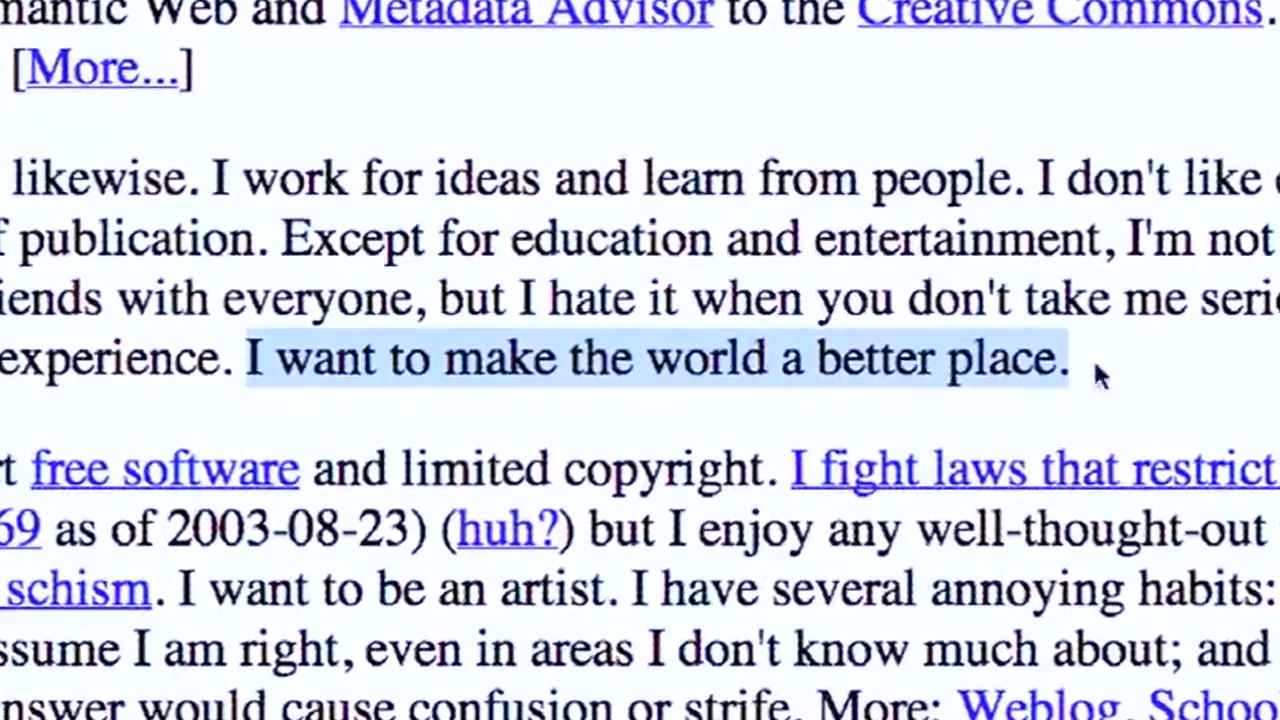 mantic Web and Metadata Advisor to the Creative Commons.
[More...]
likewise. I work for ideas and learn from people. I don't like
publication. Except for education and entertainment, I'm not
iends with everyone, but I hate it when you don't take me seri
experience. I want to make the world a better place.
rt free software and limited copyright. I fight laws that restrict
69 as of 2003-08-23) (huh?) but I enjoy any well-thought-out
schism. I want to be an artist. I have several annoying habits:
ssume I am right, even in areas I don't know much about; and
nswer would cause confusion or strife. More: Weblog, Schoo